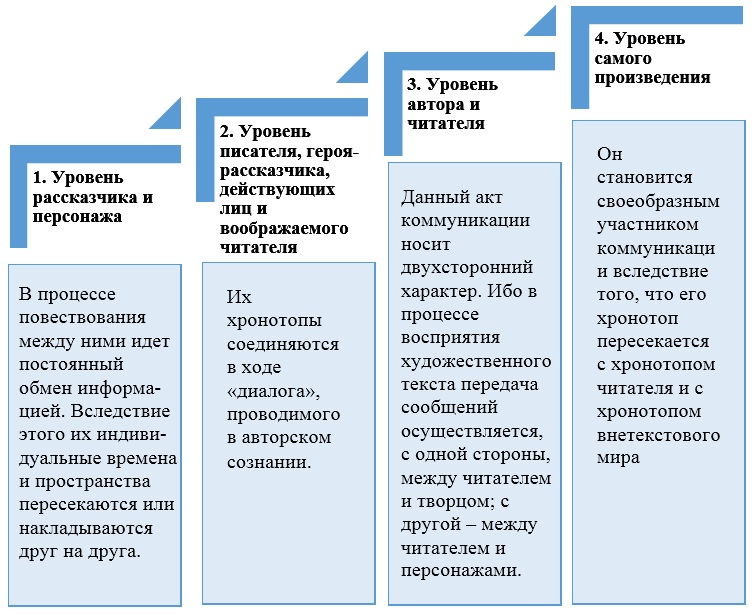 1. Уровень
рассказчика и
персонажа
В процессе
повествования
между ними идет
постоянный
обмен информа-
цией. Вследствие
этого их индиви-
дуальные времена
и пространства
пересекаются или
накладываются
друг на друга.
2. Уровень
писателя, героя-
рассказчика,
действующих
лиц и
воображаемого
читателя
Их
хронотопы
соединяются
в ходе
«диалога»,
проводимого
в авторском
сознании.
3. Уровень
автора и
читателя
Данный акт
коммуникации
носит
двухсторонний
характер. Ибо в
процессе
восприятия
художественного
текста передача
сообщений
осуществляется,
с одной стороны,
между читателем
и творцом; с
другой – между
читателем и
персонажами.
4. Уровень
самого
произведения
Он
становится
своеобразным
участником
коммуникаци
и вследствие
того, что его
хронотоп
пересекается
с хронотопом
читателя и с
хронотопом
внетекстового
мира